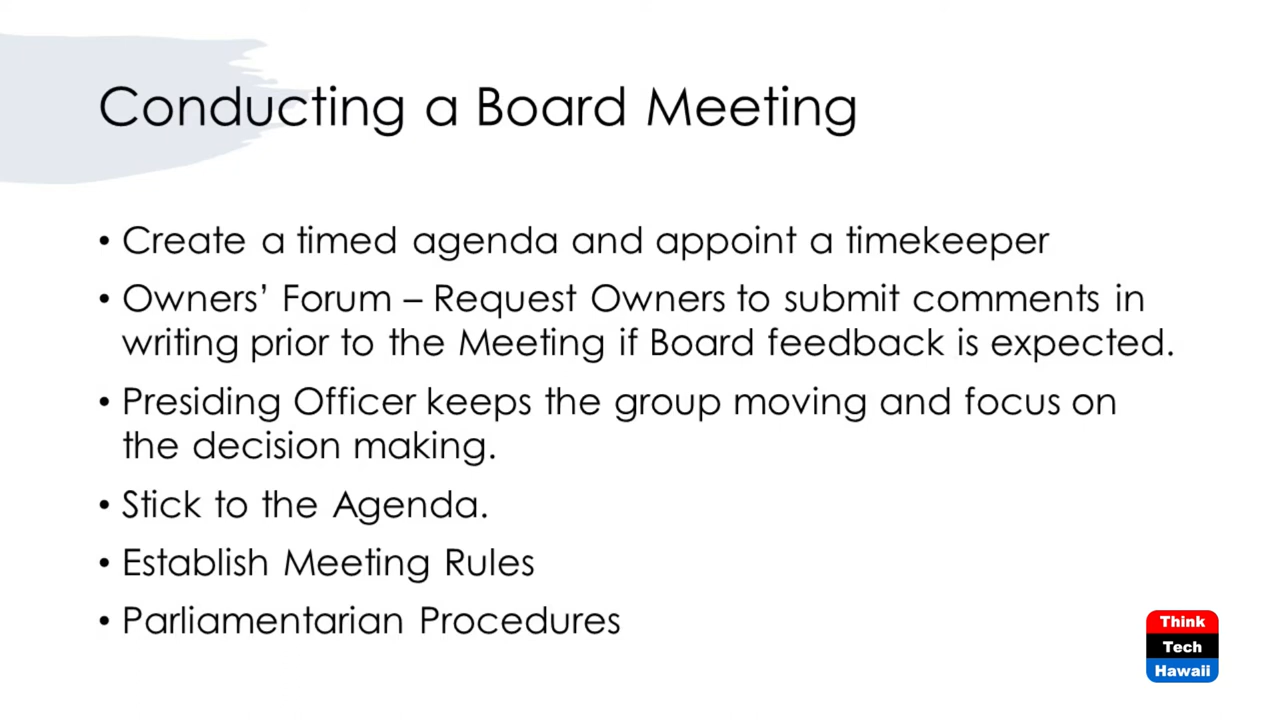 Conducting a Board Meeting
• Create a timed agenda and appoint a timekeeper
• Owners’ Forum – Request Owners to submit comments in
writing prior to the Meeting if Board feedback is expected.
• Presiding Officer keeps the group moving and focus on
the decision making.
• Stick to the Agenda.
• Establish Meeting Rules
• Parliamentarian Procedures
Think
Tech
Hawaii